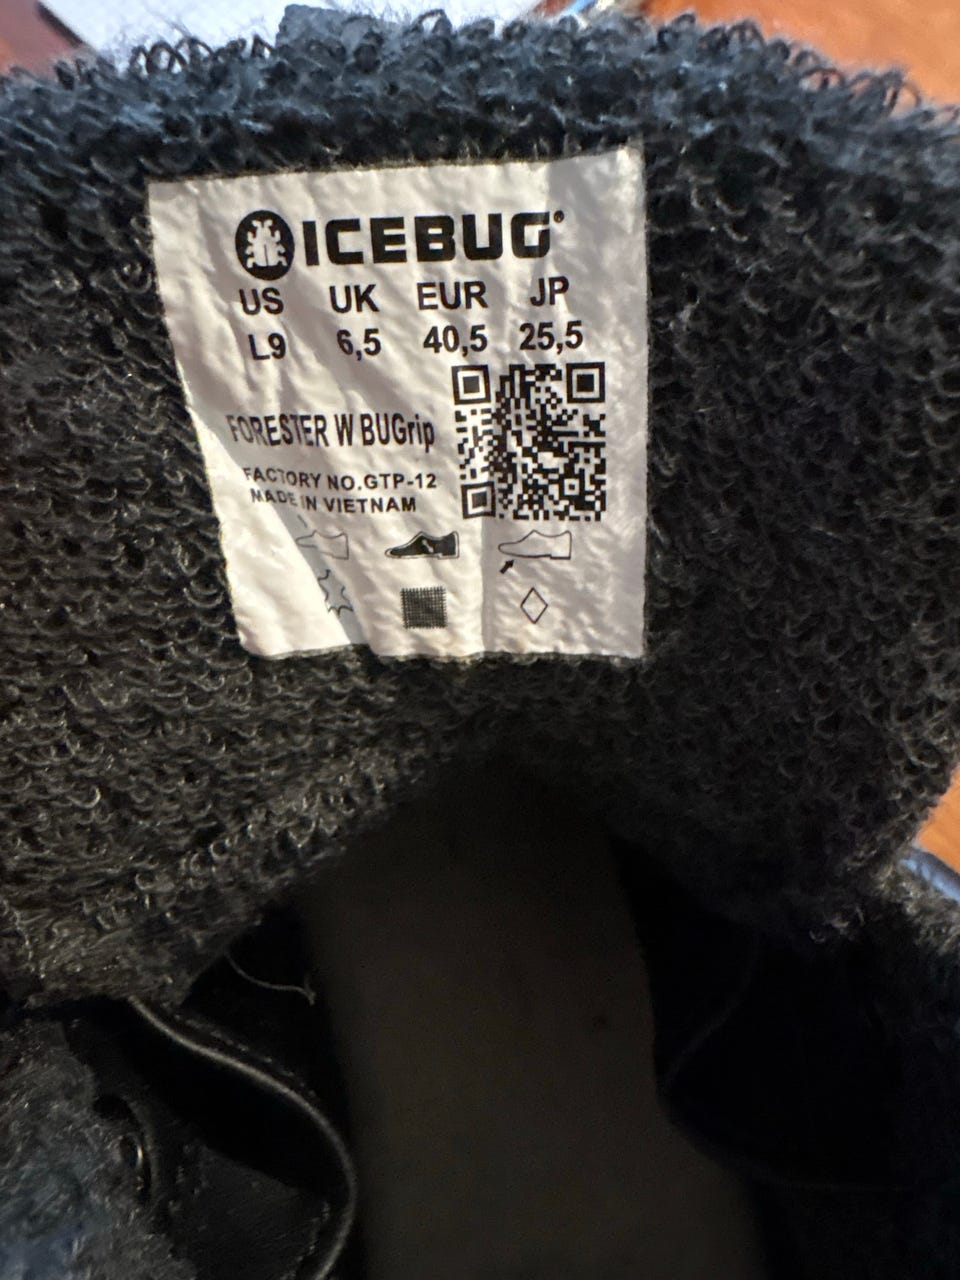 ICEBUG®
US UK EUR JP
L9 6,5 40,5 25,5
FORESTER W BUGrip
FACTORY NO.GTP-12
MADE IN VIETNAM